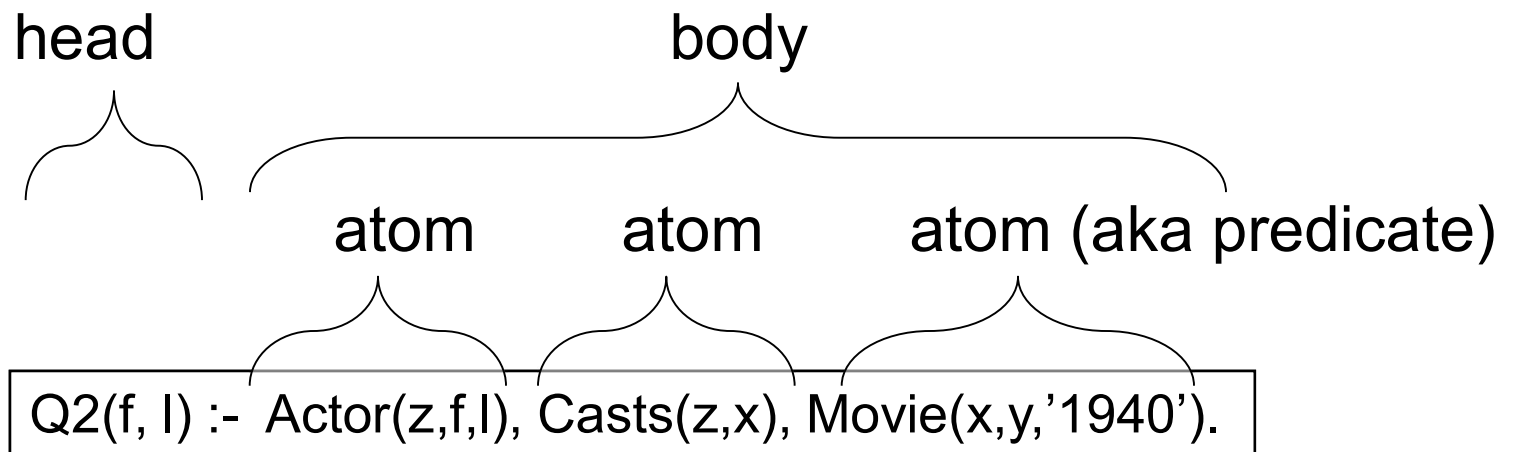 head body
atom atom atom (aka predicate)
Q2(f, l) :- Actor(z,f,l), Casts(z,x), Movie(x,y,’1940’).